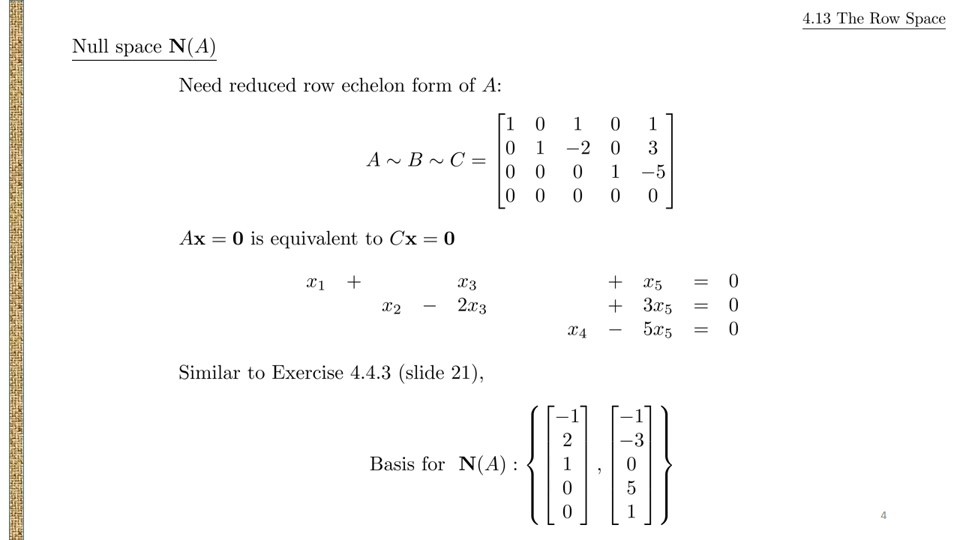 4.13 The Row Space
Null space N(A)
Need reduced row echelon form of A:
1 0 1 0 1
0 1 −2 0 3
A ∼ B ∼ C =
0 0 0 1 −5
0 0 0 0 0
Ax = 0 is equivalent to Cx = 0
x₁ + x₃ + x₅ = 0
x₂ − 2x₃ + 3x₅ = 0
x₄ − 5x₅ = 0
Similar to Exercise 4.4.3 (slide 21),
Basis for N(A) : { [−1 2 1 0 0] , [−1 −3 0 5 1] }
4